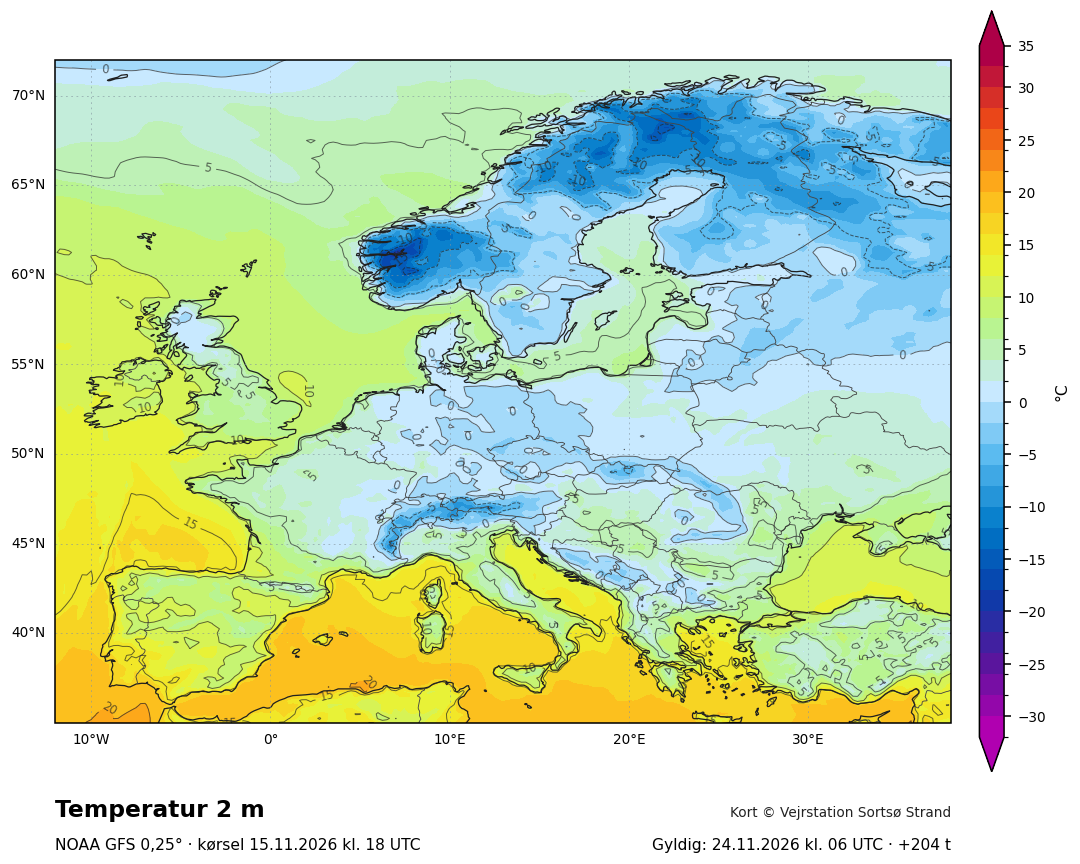 35
30
25
20
15
10
5
0
−5
−10
−15
−20
−25
−30
°C
70°N
65°N
60°N
55°N
50°N
45°N
40°N
10°W
0°
10°E
20°E
30°E
Temperatur 2 m
Kort © Vejrstation Sortsø Strand
NOAA GFS 0,25° · kørsel 15.11.2026 kl. 18 UTC
Gyldig: 24.11.2026 kl. 06 UTC · +204 t